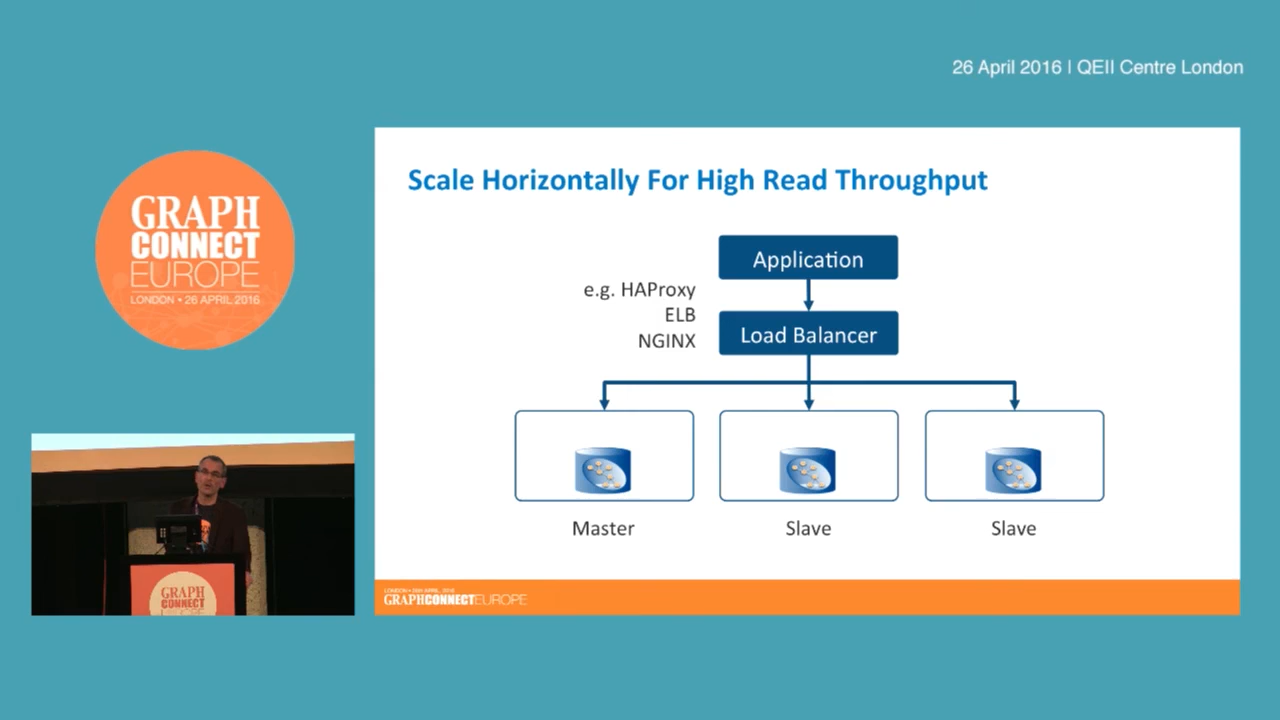 26 April 2016 | QEII Centre London
GRAPH
CONNECT
EUROPE
LONDON • 26 APRIL 2016
Scale Horizontally For High Read Throughput
Application
e.g. HAProxy
ELB
NGINX
Load Balancer
Master
Slave
Slave
GRAPHCONNECTEUROPE
GRAPH
CONNECT